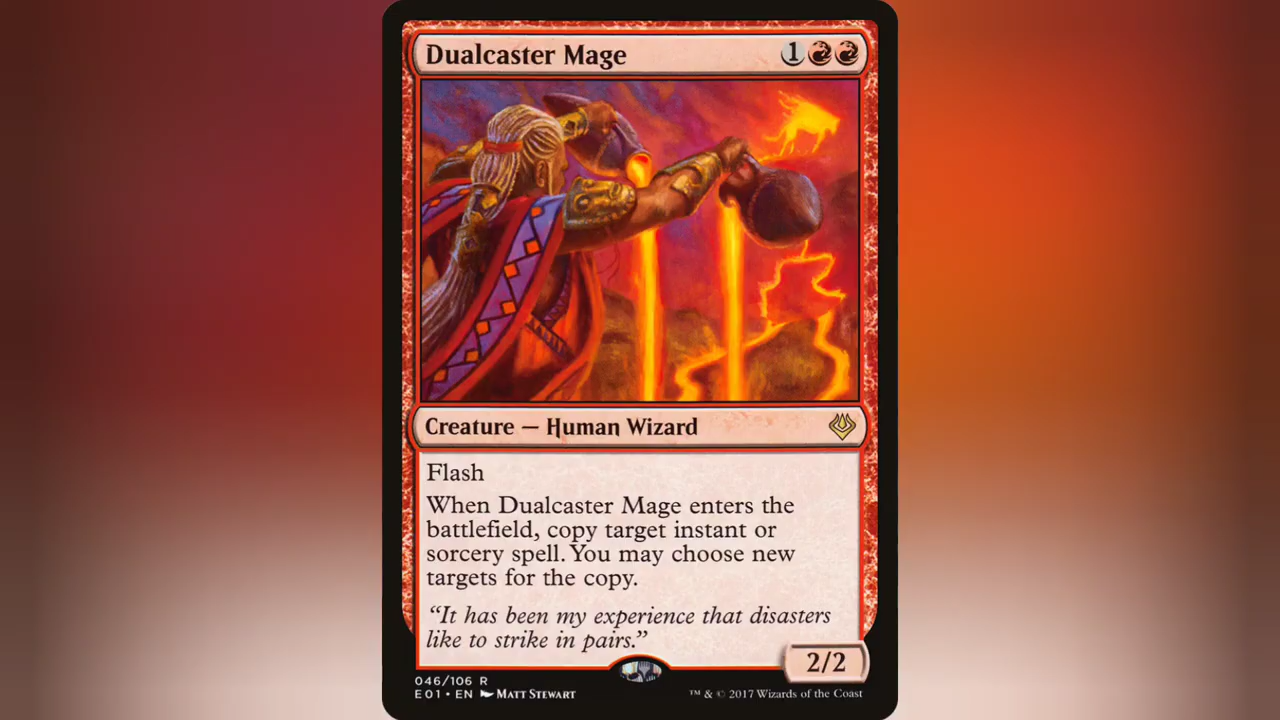 Dualcaster Mage 1
Creature — Human Wizard
Flash
When Dualcaster Mage enters the
battlefield, copy target instant or
sorcery spell. You may choose new
targets for the copy.
“It has been my experience that disasters
like to strike in pairs.”
2/2
046/106 R
E01 • EN Matt Stewart
™ & © 2017 Wizards of the Coast